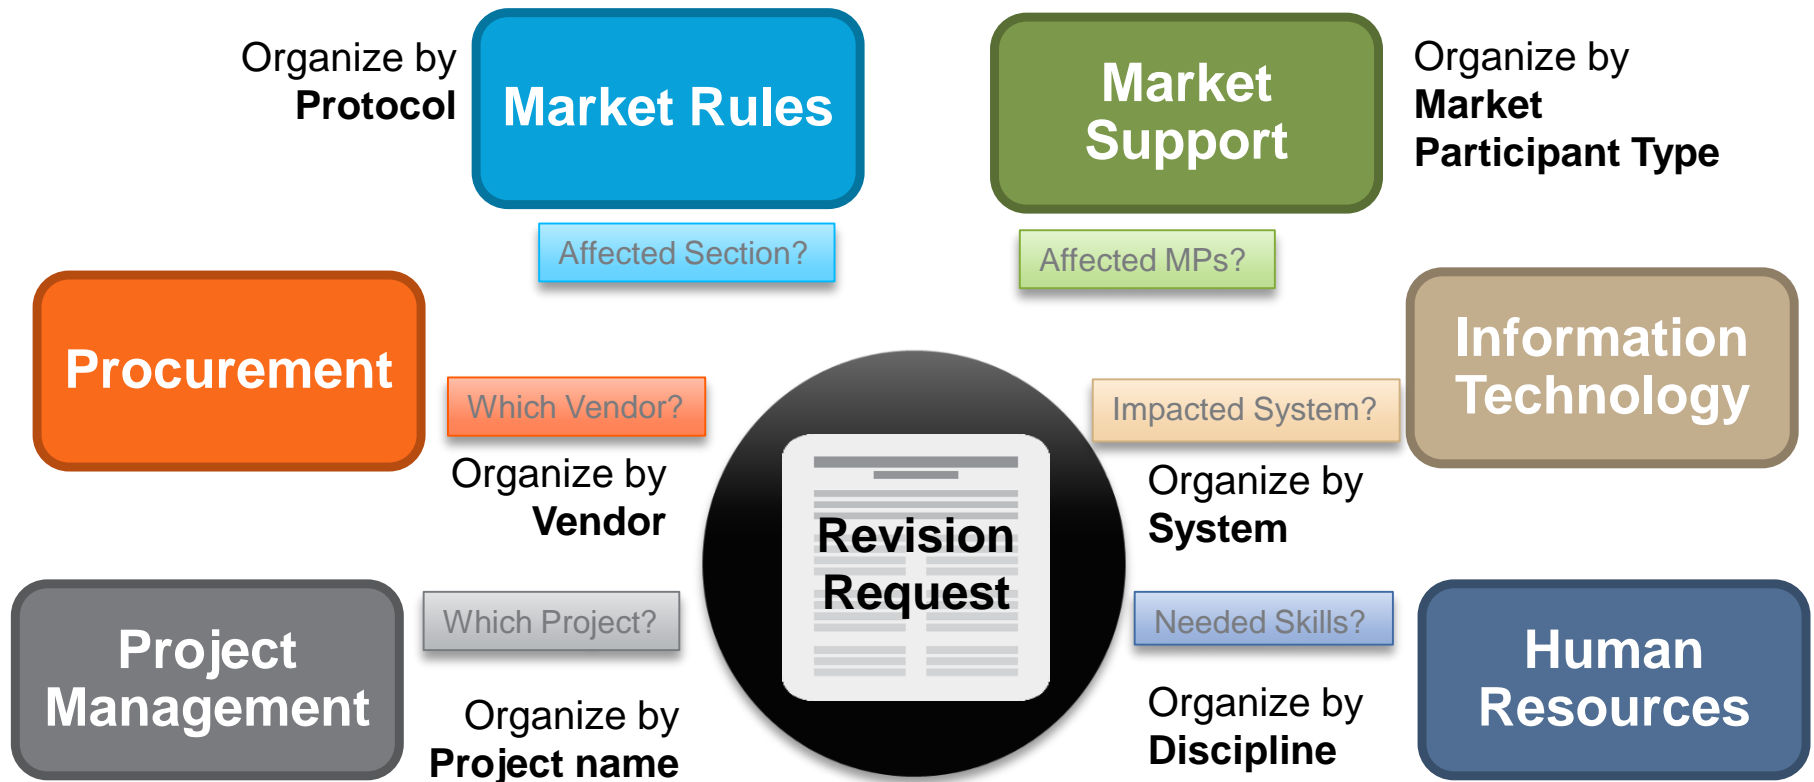 Organize by
Protocol
Market Rules
Affected Section?
Market
Support
Affected MPs?
Organize by
Market
Participant Type
Procurement
Which Vendor?
Organize by
Vendor
Information
Technology
Impacted System?
Organize by
System
Revision
Request
Project
Management
Which Project?
Organize by
Project name
Needed Skills?
Organize by
Discipline
Human
Resources